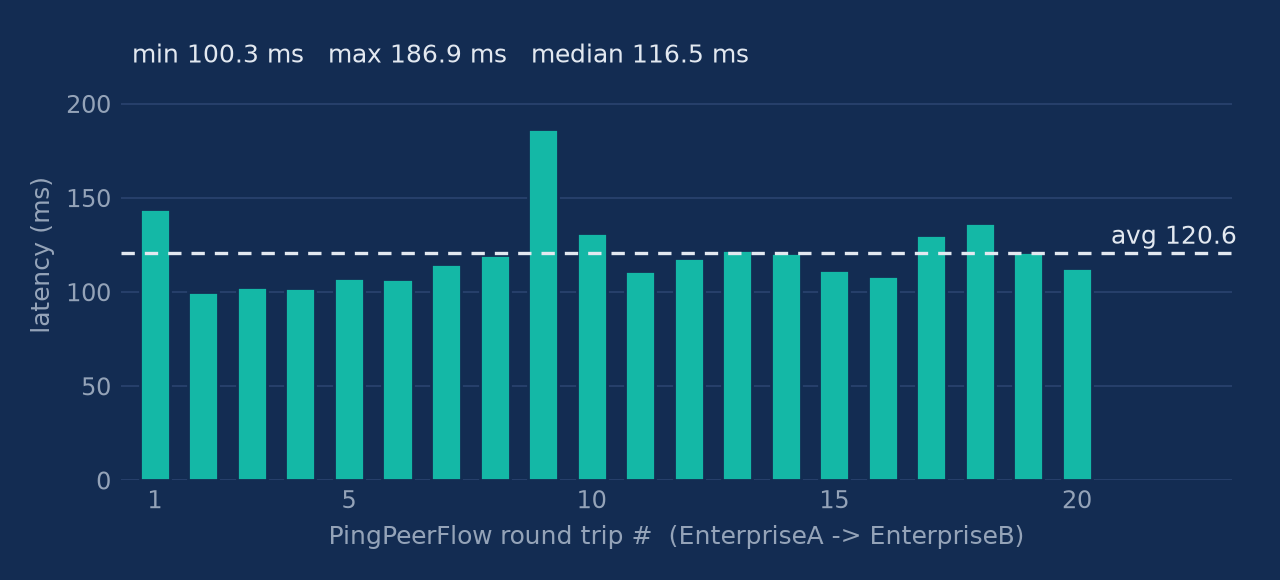 min 100.3 ms   max 186.9 ms   median 116.5 ms
200
150
100
50
0
latency (ms)
avg 120.6
1 5 10 15 20
PingPeerFlow round trip #  (EnterpriseA -> EnterpriseB)